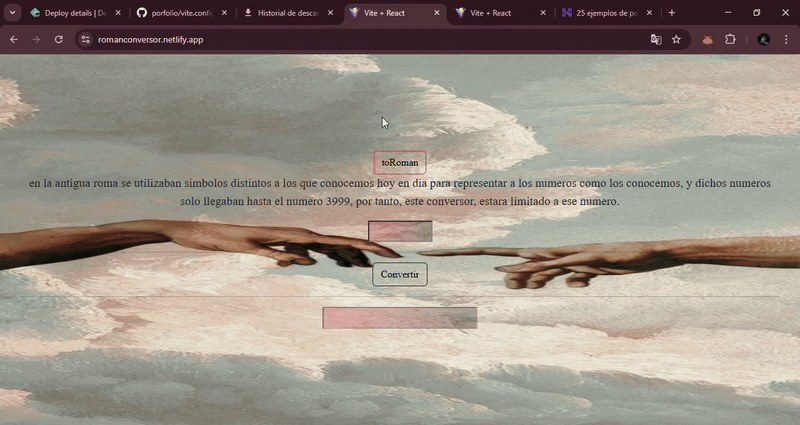 Deploy details | De
porfolio/vite.config
Historial de descar
Vite + React
Vite + React
25 ejemplos de po
romanconversor.netlify.app
toRoman
en la antigua roma se utilizaban simbolos distintos a los que conocemos hoy en dia para representar a los numeros como los conocemos, y dichos numeros
solo llegaban hasta el numero 3999, por tanto, este conversor, estara limitado a ese numero.
Convertir